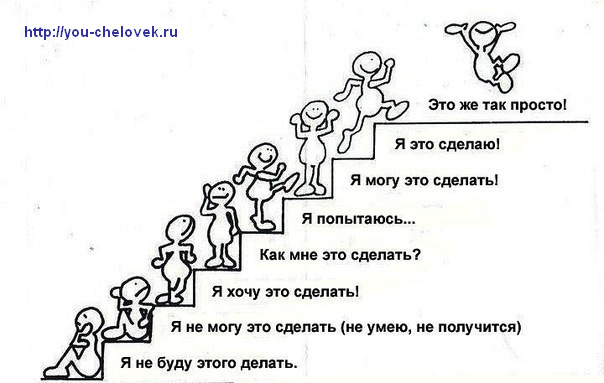 http://you-chelovek.ru
Это же так просто!
Я это сделаю!
Я могу это сделать!
Я попытаюсь...
Как мне это сделать?
Я хочу это сделать!
Я не могу это сделать (не умею, не получится)
Я не буду этого делать.